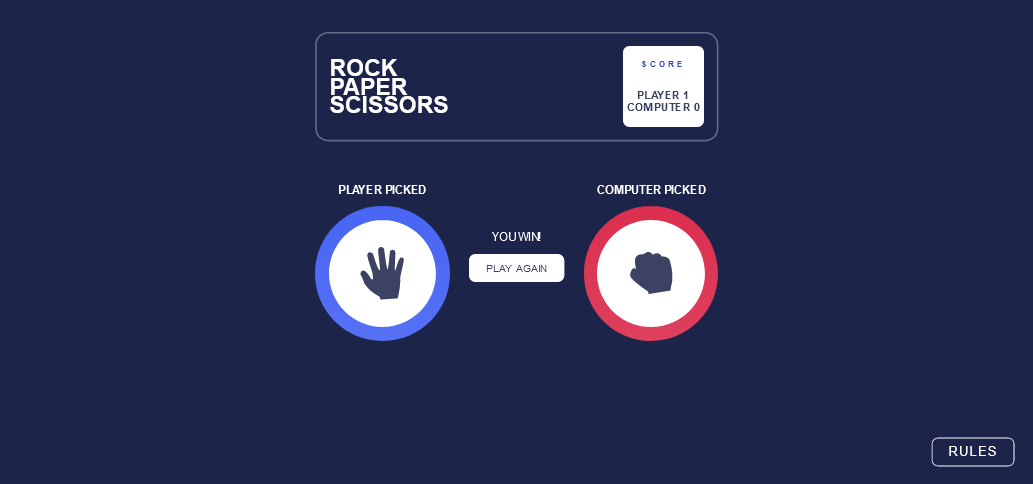 ROCK
PAPER
SCISSORS
SCORE
PLAYER 1
COMPUTER 0
PLAYER PICKED
COMPUTER PICKED
YOU WIN!
PLAY AGAIN
RULES